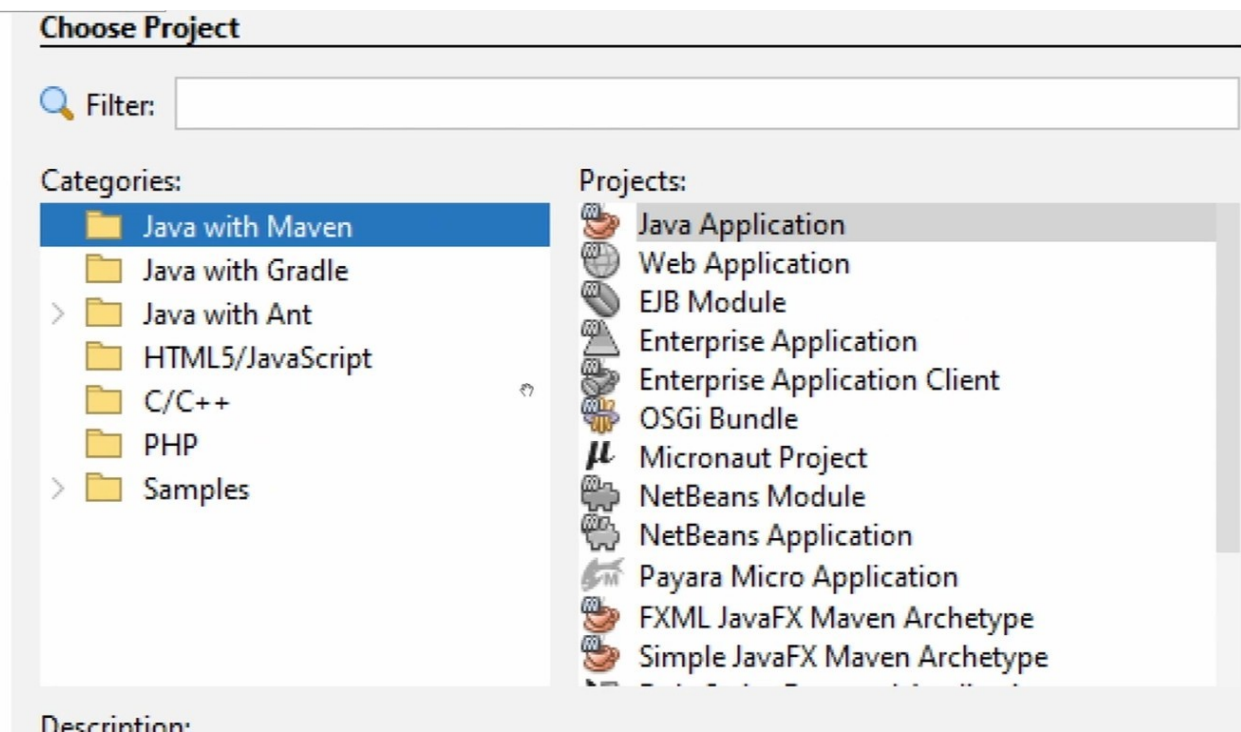 Choose Project
Filter:
Categories:
Java with Maven
Java with Gradle
Java with Ant
HTML5/JavaScript
C/C++
PHP
Samples
Projects:
Java Application
Web Application
EJB Module
Enterprise Application
Enterprise Application Client
OSGi Bundle
Micronaut Project
NetBeans Module
NetBeans Application
Payara Micro Application
FXML JavaFX Maven Archetype
Simple JavaFX Maven Archetype
Description: